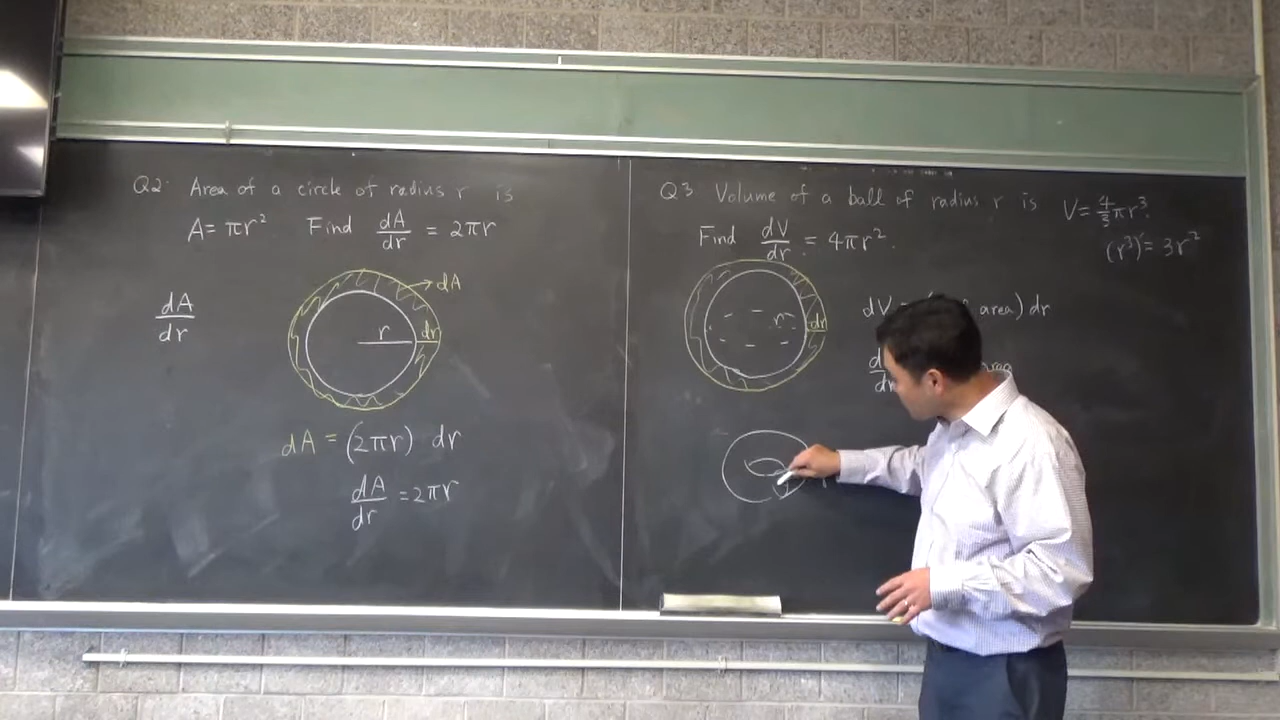 Q2. Area of a circle of radius r is
A = πr² Find dA/dr = 2πr
dA/dr
dA
r
dr
dA = (2πr) dr
dA/dr = 2πr
Q3 Volume of a ball of radius r is V = 4/3 πr³.
(r³)' = 3r²
Find dV/dr = 4πr².
r
dr
dV area) dr